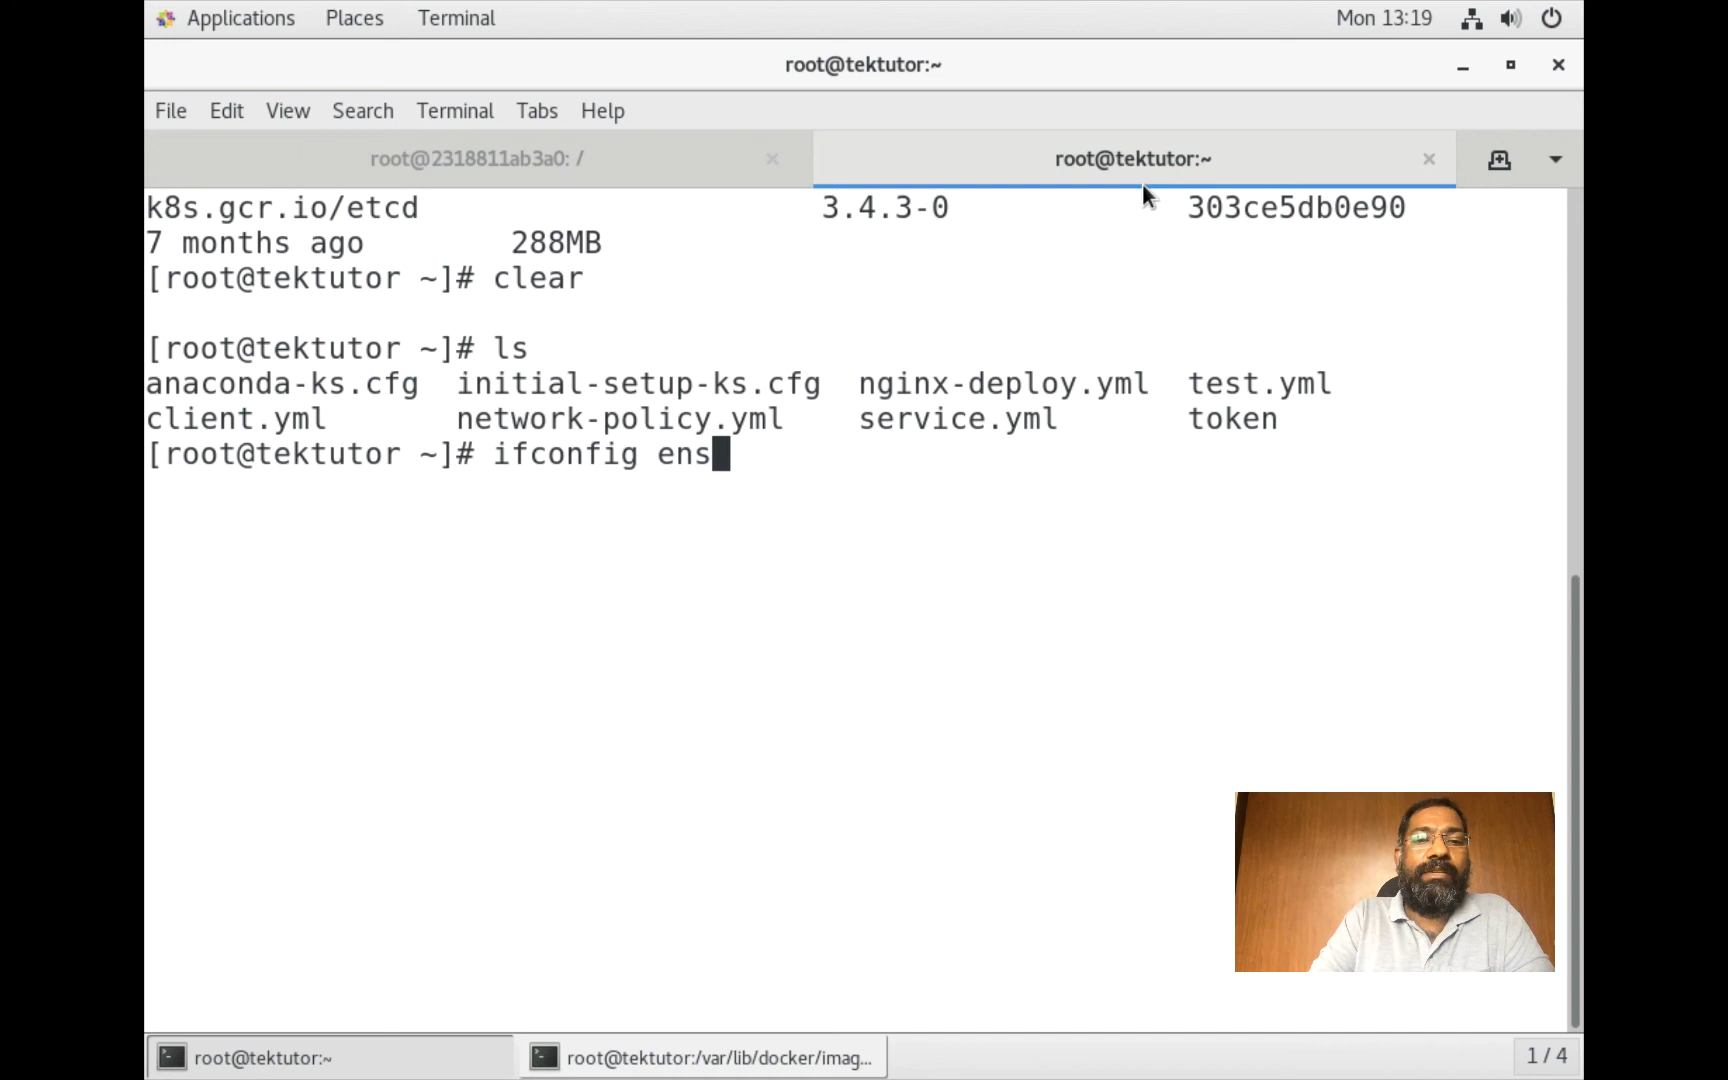 Applications Places Terminal Mon 13:19
root@tektutor:~
File Edit View Search Terminal Tabs Help
root@2318811ab3a0: / root@tektutor:~
k8s.gcr.io/etcd 3.4.3-0 303ce5db0e90
7 months ago 288MB
[root@tektutor ~]# clear
[root@tektutor ~]# ls
anaconda-ks.cfg initial-setup-ks.cfg nginx-deploy.yml test.yml
client.yml network-policy.yml service.yml token
[root@tektutor ~]# ifconfig ens
root@tektutor:~ root@tektutor:/var/lib/docker/imag... 1 / 4